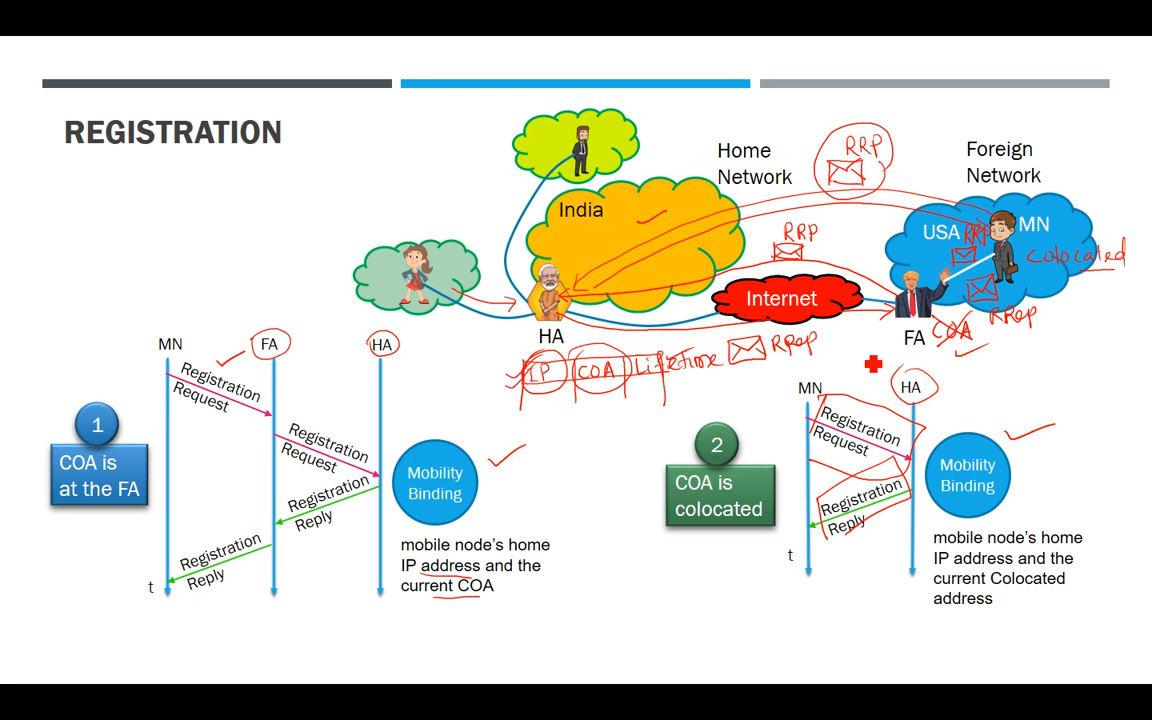 REGISTRATION
India
Home
Network
RRP
Foreign
Network
USA
RRP
MN
Colocated
RRP
Internet
HA
FA
COA
RRep
IP COA Lifetime
RRep
MN
FA
HA
Registration
Request
Registration
Request
Registration
Reply
Registration
Reply
t
1
COA is
at the FA
Mobility
Binding
mobile node's home
IP address and the
current COA
MN
HA
Registration
Request
Registration
Reply
t
2
COA is
colocated
Mobility
Binding
mobile node's home
IP address and the
current Colocated
address